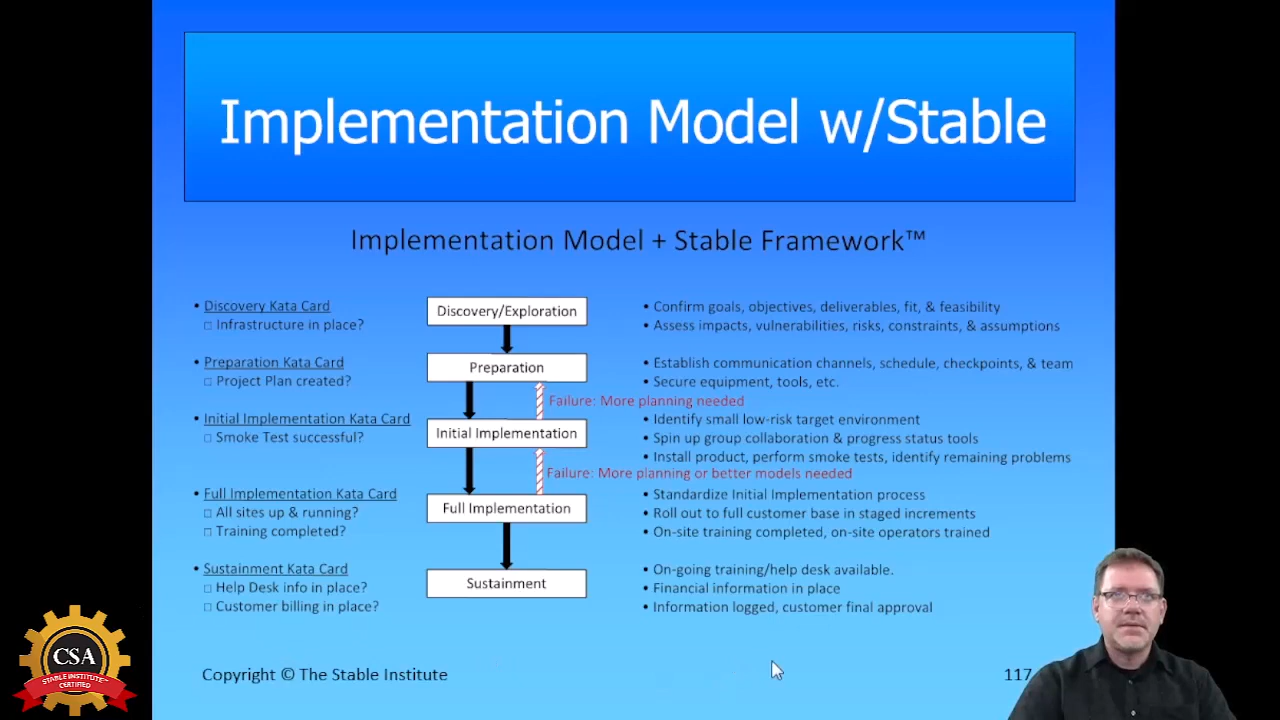 Implementation Model w/Stable
Implementation Model + Stable Framework™
• Discovery Kata Card
□ Infrastructure in place?
Discovery/Exploration
• Confirm goals, objectives, deliverables, fit, & feasibility
• Assess impacts, vulnerabilities, risks, constraints, & assumptions
• Preparation Kata Card
□ Project Plan created?
Preparation
• Establish communication channels, schedule, checkpoints, & team
• Secure equipment, tools, etc.
Failure: More planning needed
• Initial Implementation Kata Card
□ Smoke Test successful?
Initial Implementation
• Identify small low-risk target environment
• Spin up group collaboration & progress status tools
• Install product, perform smoke tests, identify remaining problems
Failure: More planning or better models needed
• Full Implementation Kata Card
□ All sites up & running?
□ Training completed?
Full Implementation
• Standardize Initial Implementation process
• Roll out to full customer base in staged increments
• On-site training completed, on-site operators trained
• Sustainment Kata Card
□ Help Desk info in place?
□ Customer billing in place?
Sustainment
• On-going training/help desk available.
• Financial information in place
• Information logged, customer final approval
CSA
STABLE INSTITUTE™
CERTIFIED
Copyright © The Stable Institute
117